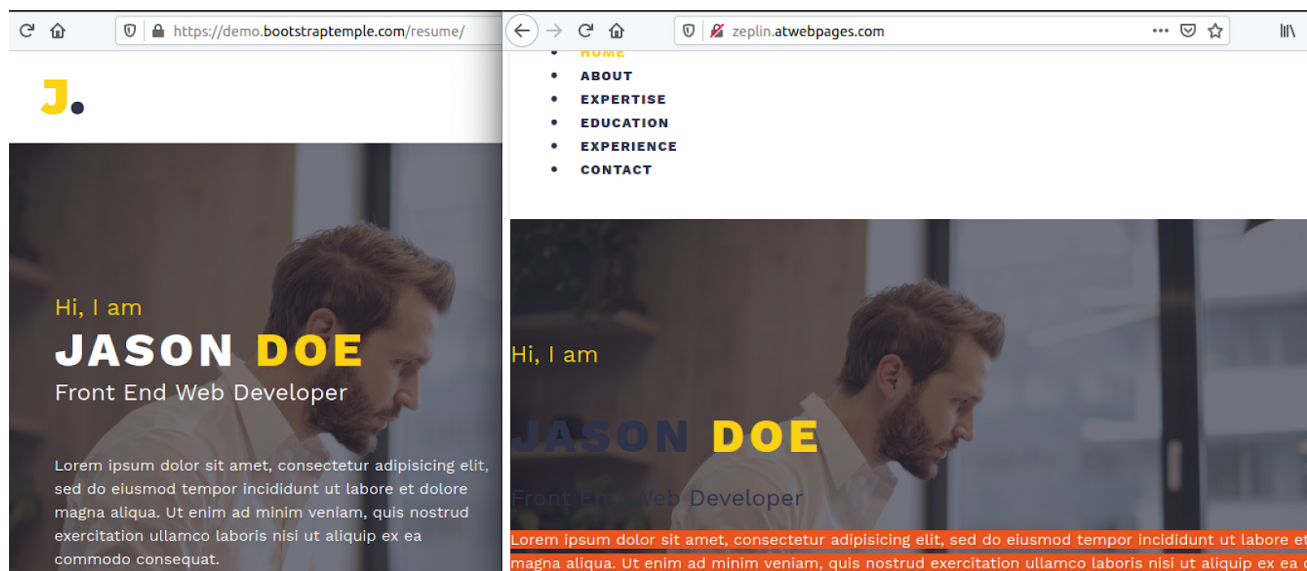 https://demo.bootstraptemple.com/resume/
J.
Hi, I am
JASON DOE
Front End Web Developer
Lorem ipsum dolor sit amet, consectetur adipisicing elit,
sed do eiusmod tempor incididunt ut labore et dolore
magna aliqua. Ut enim ad minim veniam, quis nostrud
exercitation ullamco laboris nisi ut aliquip ex ea
commodo consequat.
zeplin.atwebpages.com
HOME
ABOUT
EXPERTISE
EDUCATION
EXPERIENCE
CONTACT
Hi, I am
JASON DOE
Front End Web Developer
Lorem ipsum dolor sit amet, consectetur adipisicing elit, sed do eiusmod tempor incididunt ut labore et
magna aliqua. Ut enim ad minim veniam, quis nostrud exercitation ullamco laboris nisi ut aliquip ex ea